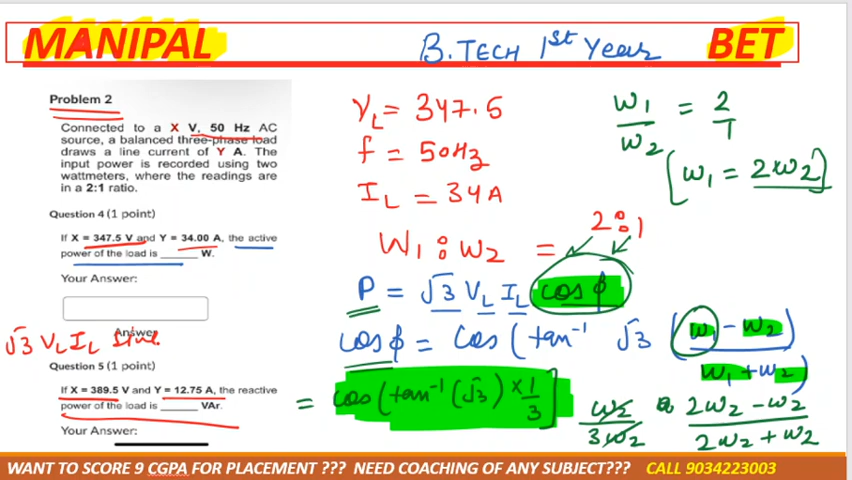 MANIPAL
B. TECH 1st Year
BET
Problem 2
Connected to a X V, 50 Hz AC
source, a balanced three-phase load
draws a line current of Y A. The
input power is recorded using two
wattmeters, where the readings are
in a 2:1 ratio.
Question 4 (1 point)
If X = 347.5 V and Y = 34.00 A, the active
power of the load is ______ W.
Your Answer:
Answer
√3 VL IL
Question 5 (1 point)
If X = 389.5 V and Y = 12.75 A, the reactive
power of the load is ______ VAr.
Your Answer:
VL = 347.5
f = 50Hz
IL = 34A
W1 : W2 = 2:1
P = √3 VL IL cos φ
cosφ = cos (tan⁻¹ √3 (W1 - W2) / (W1 + W2)
= cos (tan⁻¹ (√3) × 1/3]
W1/W2 = 2/1
[W1 = 2W2]
W2/3W2
2W2 - W2 / 2W2 + W2
WANT TO SCORE 9 CGPA FOR PLACEMENT ??? NEED COACHING OF ANY SUBJECT??? CALL 9034223003